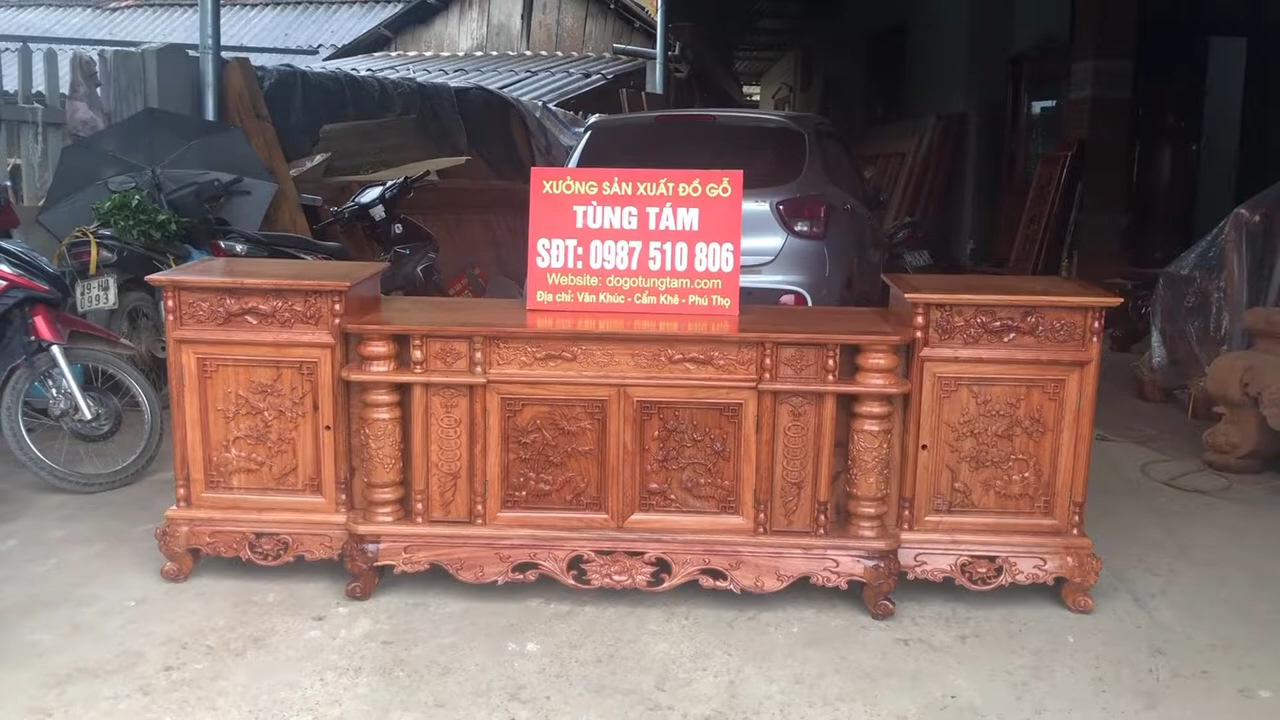 XƯỞNG SẢN XUẤT ĐỒ GỖ
TÙNG TÁM
SĐT: 0987 510 806
Website: dogotungtam.com
Địa chỉ: Văn Khúc - Cẩm Khê - Phú Thọ